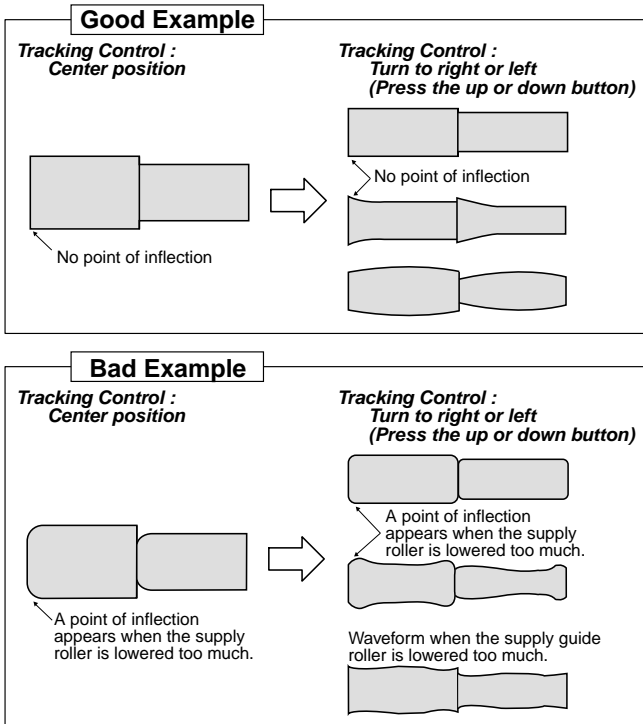 Good Example
Tracking Control :
Center position
Tracking Control :
Turn to right or left
(Press the up or down button)
No point of inflection
No point of inflection
Bad Example
Tracking Control :
Center position
Tracking Control :
Turn to right or left
(Press the up or down button)
A point of inflection
appears when the supply
roller is lowered too much.
A point of inflection
appears when the supply
roller is lowered too much.
Waveform when the supply guide
roller is lowered too much.